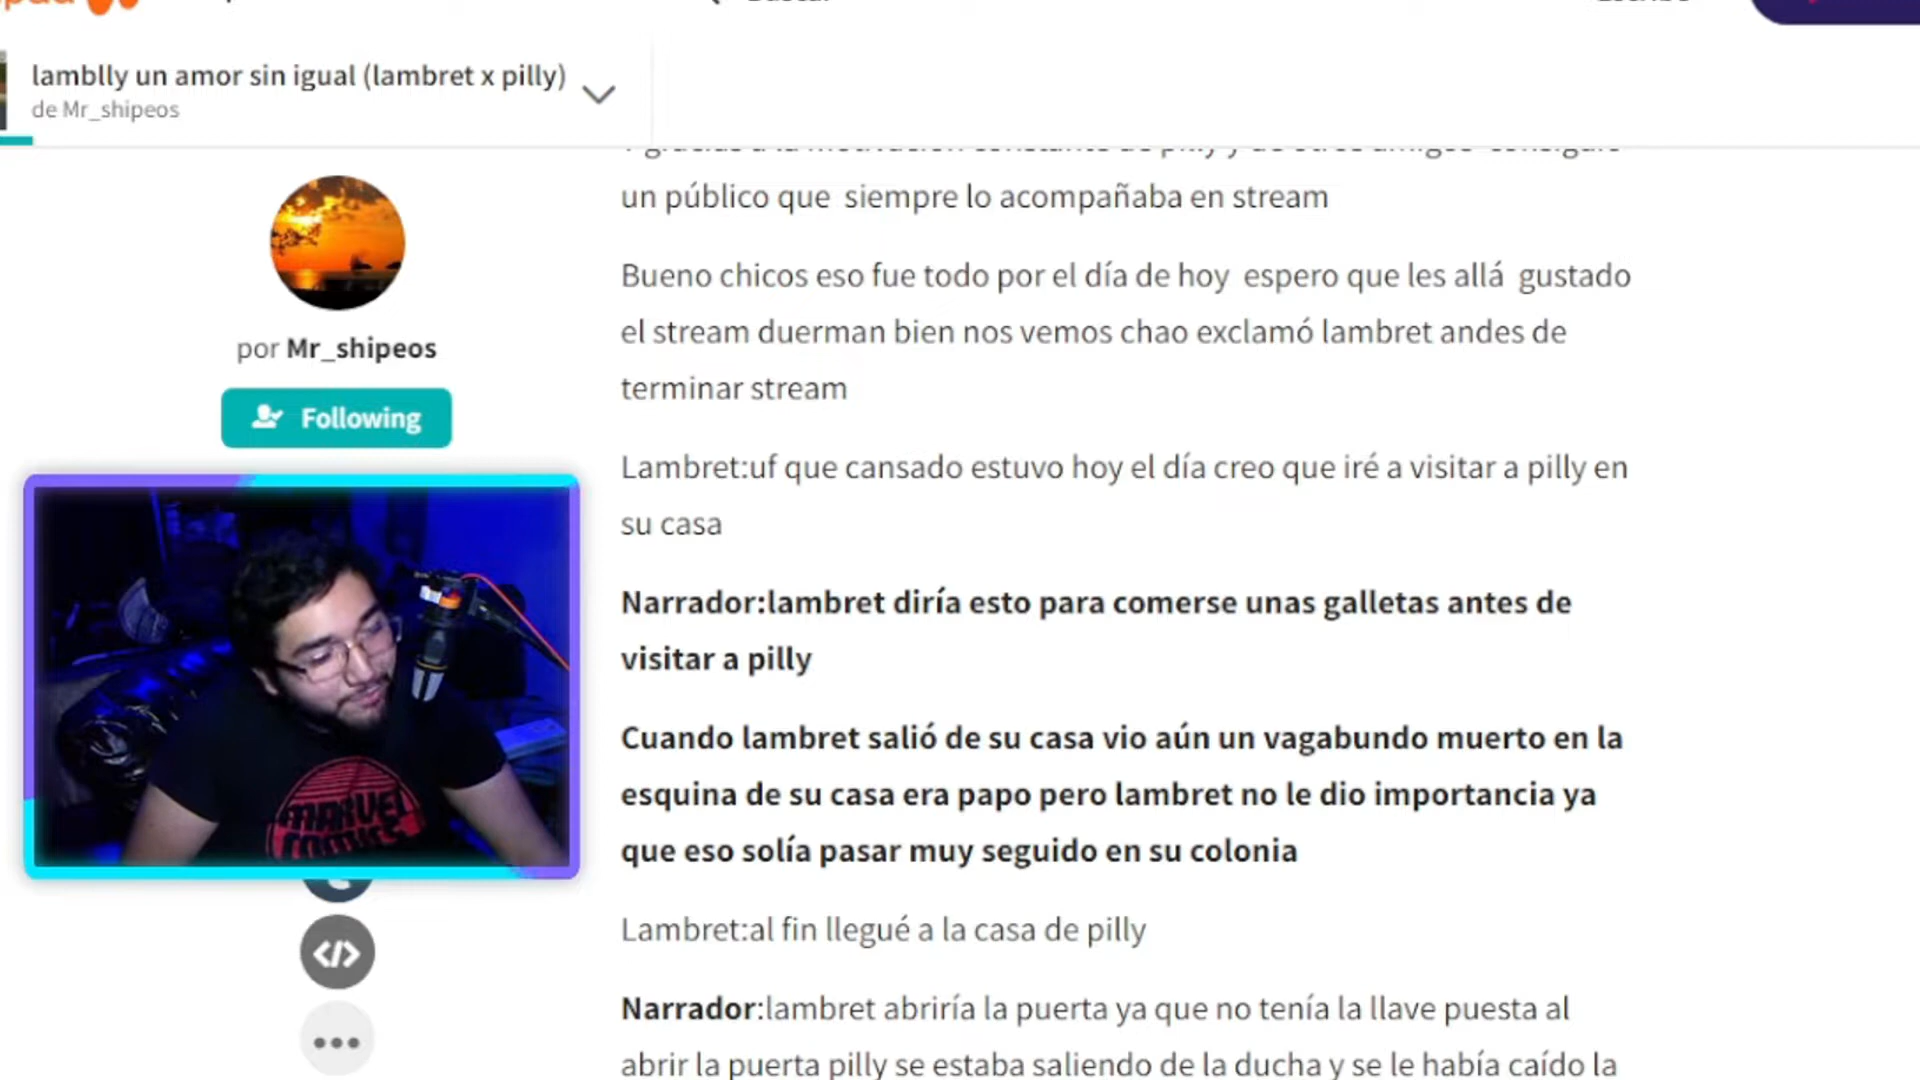 lamblly un amor sin igual (lambret x pilly)
de Mr_shipeos
por Mr_shipeos
Following
MARVEL
COMICS
un público que siempre lo acompañaba en stream
Bueno chicos eso fue todo por el día de hoy espero que les allá gustado
el stream duerman bien nos vemos chao exclamó lambret andes de
terminar stream
Lambret:uf que cansado estuvo hoy el día creo que iré a visitar a pilly en
su casa
Narrador:lambret diría esto para comerse unas galletas antes de
visitar a pilly
Cuando lambret salió de su casa vio aún un vagabundo muerto en la
esquina de su casa era papo pero lambret no le dio importancia ya
que eso solía pasar muy seguido en su colonia
Lambret:al fin llegué a la casa de pilly
Narrador:lambret abriría la puerta ya que no tenía la llave puesta al
abrir la puerta pilly se estaba saliendo de la ducha y se le había caído la